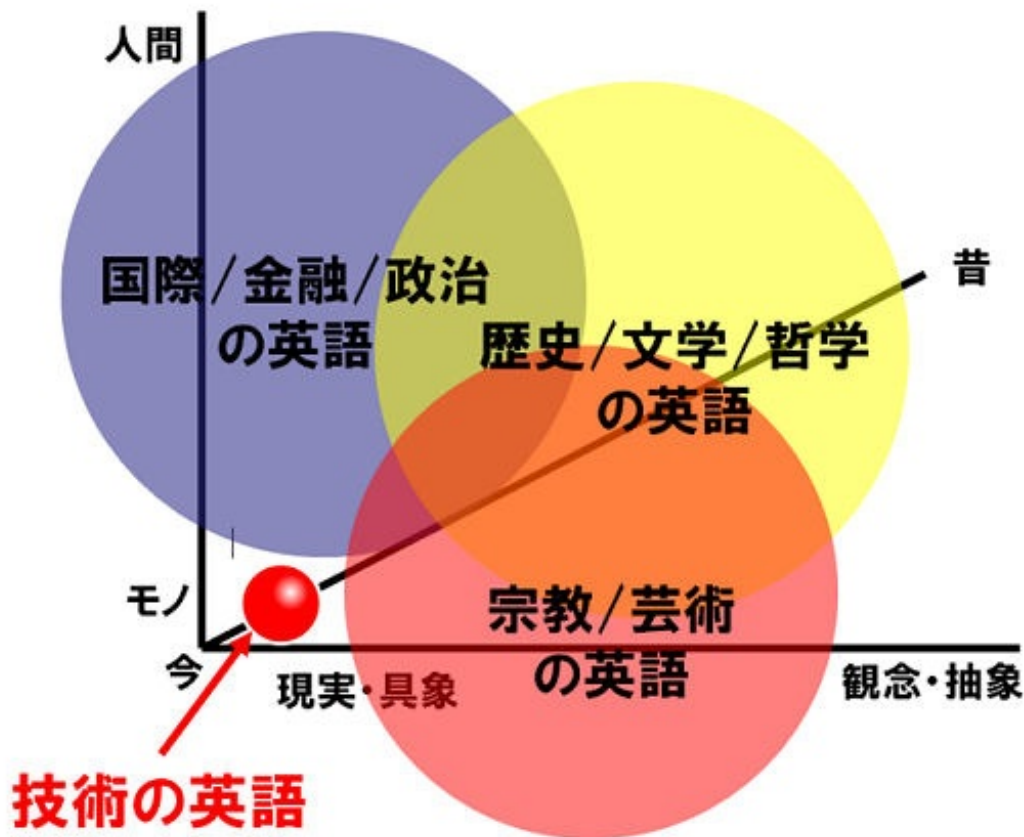 人間
国際/金融/政治
の英語
昔
歴史/文学/哲学
の英語
モノ
宗教/芸術
の英語
今
現実・具象
観念・抽象
技術の英語